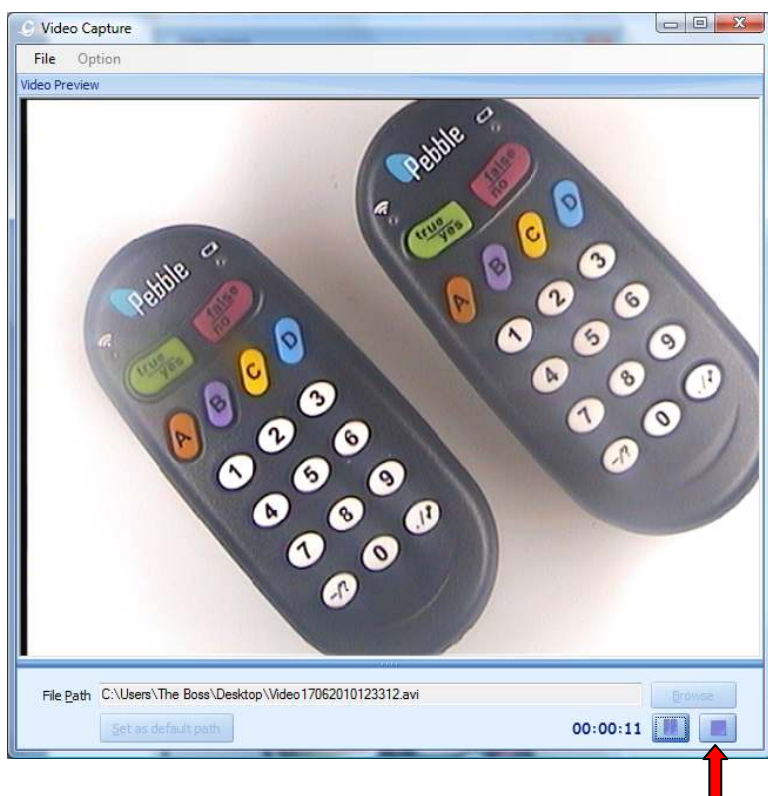 Video Capture
File Option
Video Preview
Pebble
true/yes
false/no
A B C D
1 2 3
4 5 6
7 8 9
-/? 0
Pebble
true/yes
false/no
A B C D
1 2 3
4 5 6
7 8 9
-/? 0
File Path C:\Users\The Boss\Desktop\Video17062010123312.avi Browse
Set as default path 00:00:11